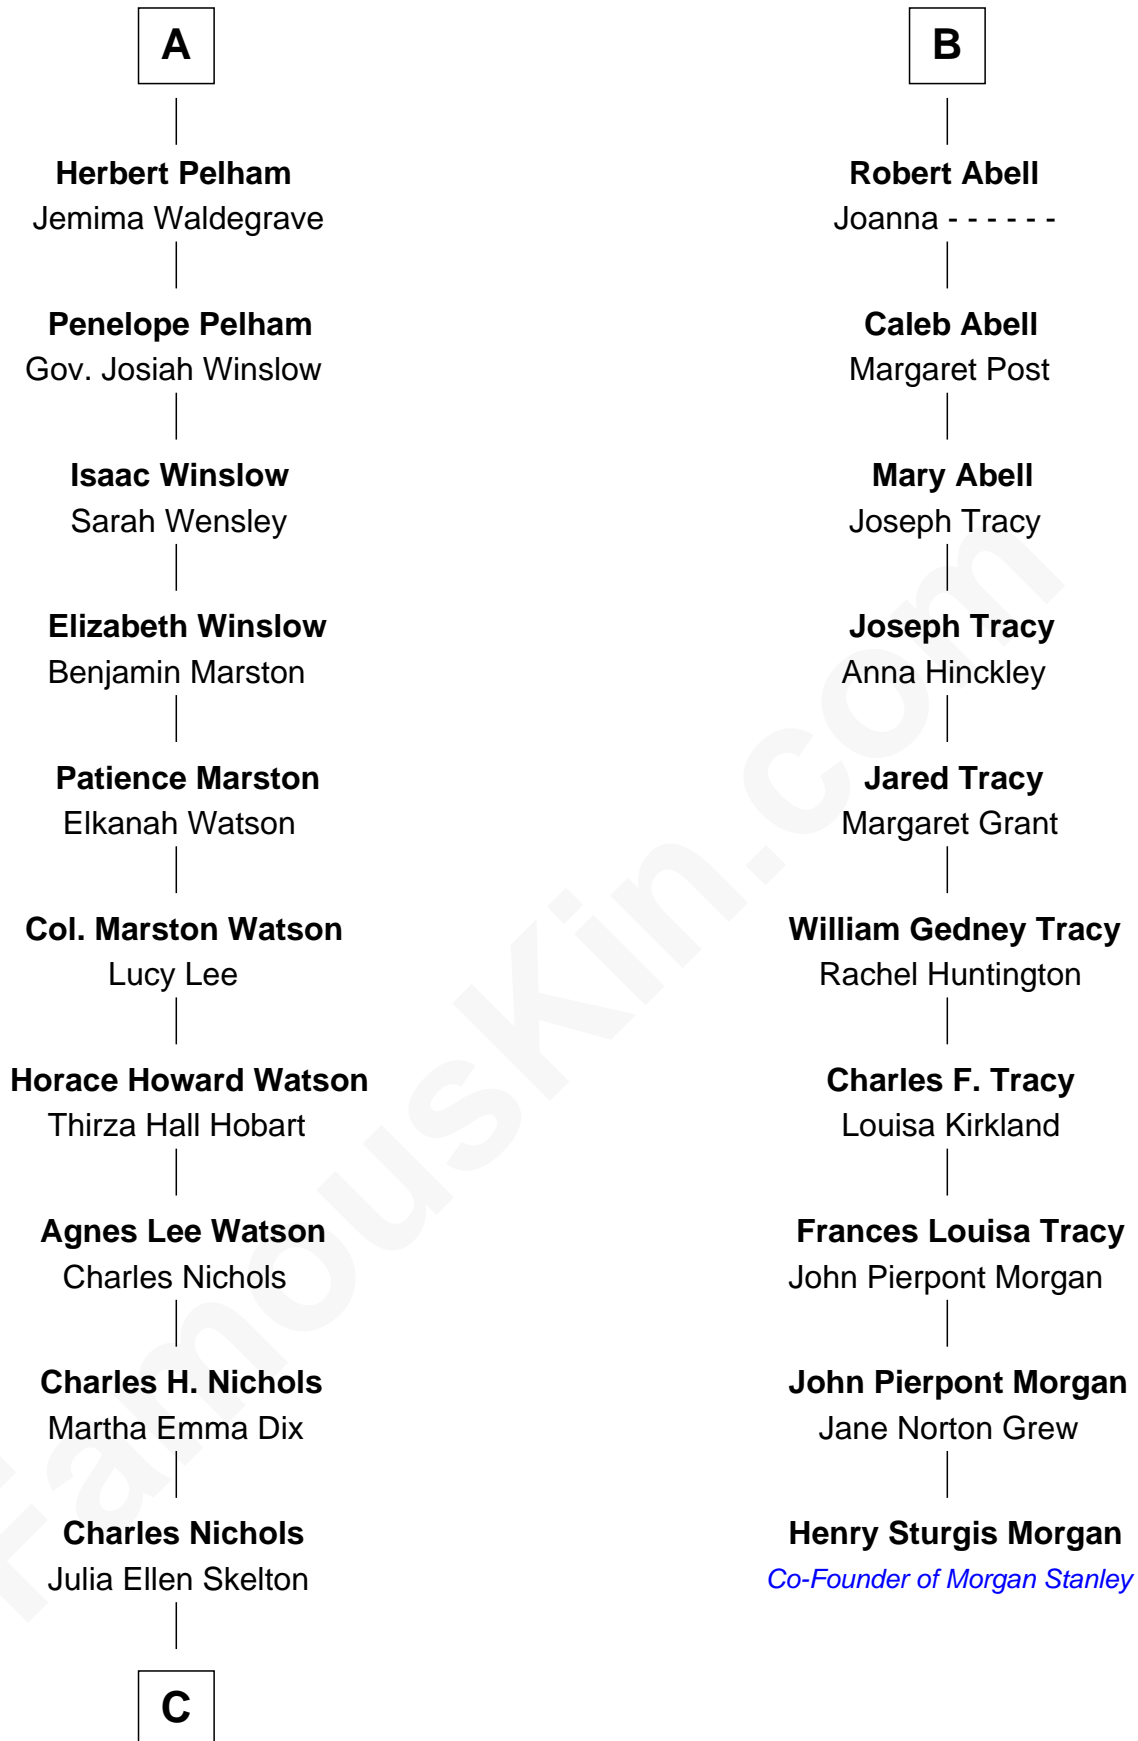 A
Herbert Pelham
Jemima Waldegrave
Penelope Pelham
Gov. Josiah Winslow
Isaac Winslow
Sarah Wensley
Elizabeth Winslow
Benjamin Marston
Patience Marston
Elkanah Watson
Col. Marston Watson
Lucy Lee
Horace Howard Watson
Thirza Hall Hobart
Agnes Lee Watson
Charles Nichols
Charles H. Nichols
Martha Emma Dix
Charles Nichols
Julia Ellen Skelton
C
B
Robert Abell
Joanna - - - - - -
Caleb Abell
Margaret Post
Mary Abell
Joseph Tracy
Joseph Tracy
Anna Hinckley
Jared Tracy
Margaret Grant
William Gedney Tracy
Rachel Huntington
Charles F. Tracy
Louisa Kirkland
Frances Louisa Tracy
John Pierpont Morgan
John Pierpont Morgan
Jane Norton Grew
Henry Sturgis Morgan
Co-Founder of Morgan Stanley
FamousKin.com